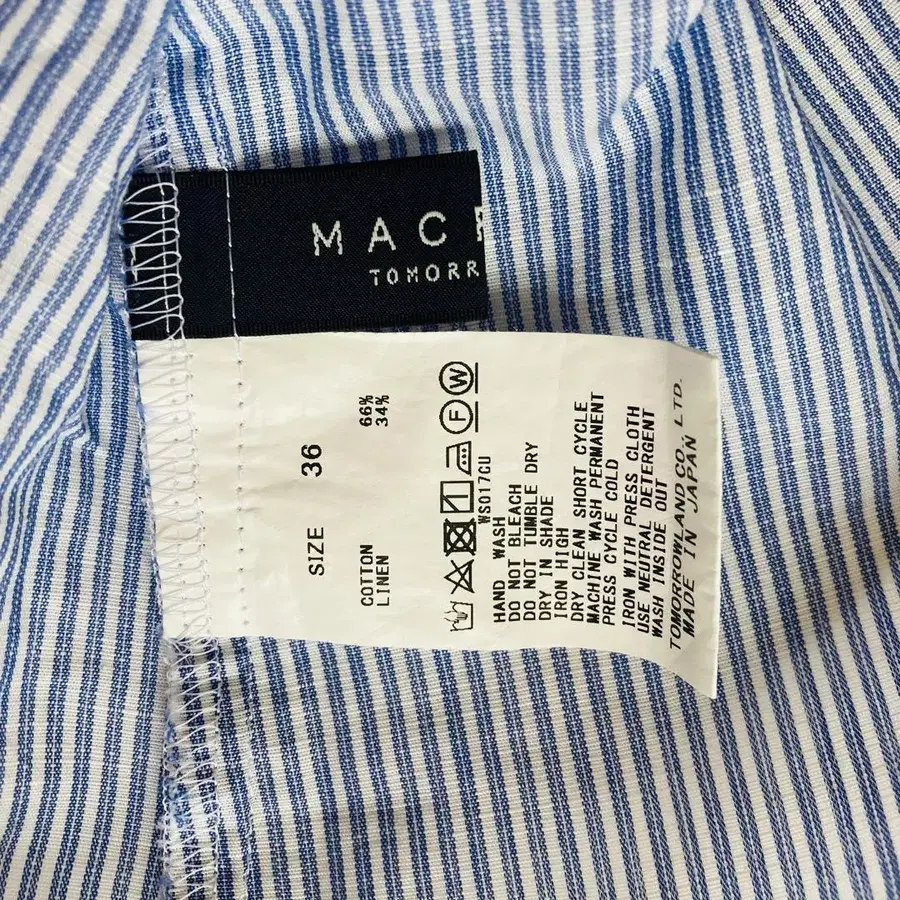 MAC
TOMORR
SIZE 36
COTTON 66%
LINEN 34%
F W
WS017CU
HAND WASH
DO NOT BLEACH
DO NOT TUMBLE DRY
DRY IN SHADE
IRON HIGH
DRY CLEAN SHORT CYCLE
MACHINE WASH PERMANENT
PRESS CYCLE COLD
IRON WITH PRESS CLOTH
USE NEUTRAL DETERGENT
WASH INSIDE OUT
TOMORROWLAND CO., LTD.
MADE IN JAPAN